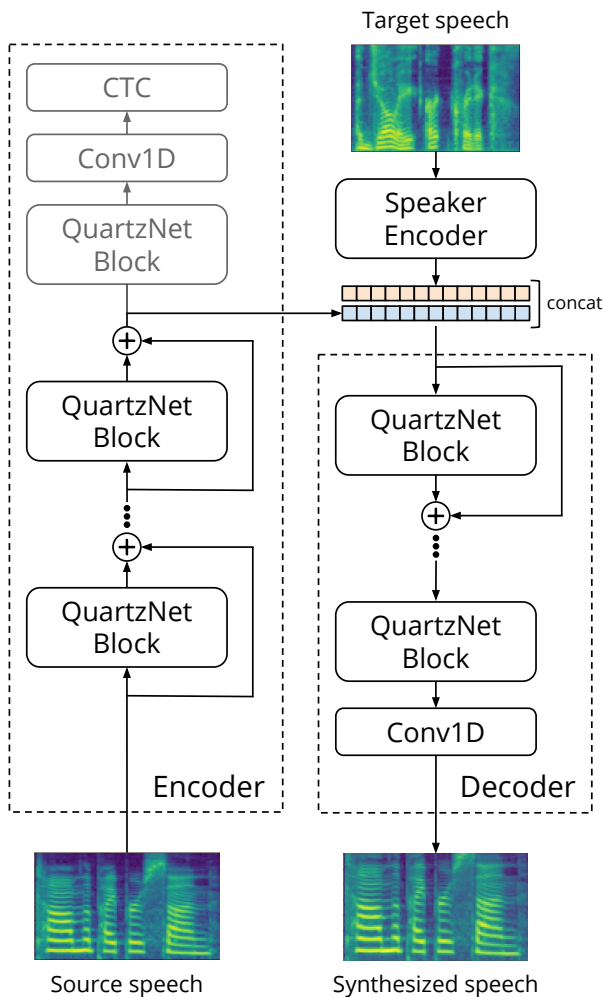 Target speech
CTC
Conv1D
QuartzNet
Block
QuartzNet
Block
QuartzNet
Block
Encoder
Source speech
Speaker
Encoder
concat
QuartzNet
Block
QuartzNet
Block
Conv1D
Decoder
Synthesized speech